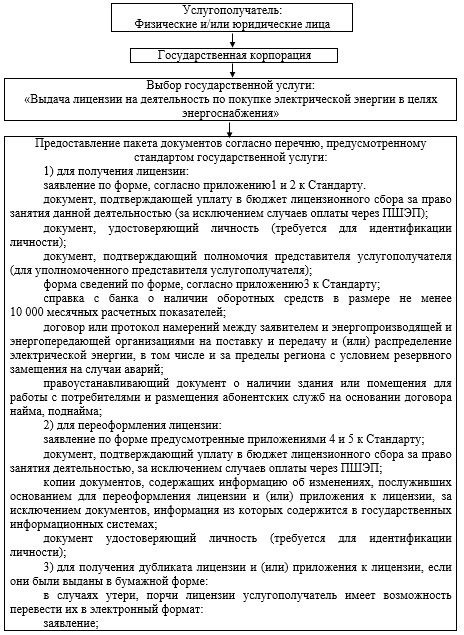 Услугополучатель:
Физические и/или юридические лица
Государственная корпорация
Выбор государственной услуги:
«Выдача лицензии на деятельность по покупке электрической энергии в целях
энергоснабжения»
Предоставление пакета документов согласно перечню, предусмотренному
стандартом государственной услуги:
1) для получения лицензии:
заявление по форме, согласно приложению1 и 2 к Стандарту.
документ, подтверждающей уплату в бюджет лицензионного сбора за право
занятия данной деятельностью (за исключением случаев оплаты через ПШЭП);
документ, удостоверяющий личность (требуется для идентификации
личности);
документ, подтверждающий полномочия представителя услугополучателя
(для уполномоченного представителя услугополучателя);
форма сведений по форме, согласно приложению3 к Стандарту;
справка с банка о наличии оборотных средств в размере не менее
10 000 месячных расчетных показателей;
договор или протокол намерений между заявителем и энергопроизводящей и
энергопередающей организациями на поставку и передачу и (или) распределение
электрической энергии, в том числе и за пределы региона с условием резервного
замещения на случаи аварий;
правоустанавливающий документ о наличии здания или помещения для
работы с потребителями и размещения абонентских служб на основании договора
найма, поднайма;
2) для переоформления лицензии:
заявление по форме предусмотренные приложениями 4 и 5 к Стандарту;
документ, подтверждающий уплату в бюджет лицензионного сбора за право
занятия деятельностью, за исключением случаев оплаты через ПШЭП;
копии документов, содержащих информацию об изменениях, послуживших
основанием для переоформления лицензии и (или) приложения к лицензии, за
исключением документов, информация из которых содержится в государственных
информационных системах;
документ удостоверяющий личность (требуется для идентификации
личности);
3) для получения дубликата лицензии и (или) приложения к лицензии, если
они были выданы в бумажной форме:
в случаях утери, порчи лицензии услугополучатель имеет возможность
перевести их в электронный формат:
заявление;